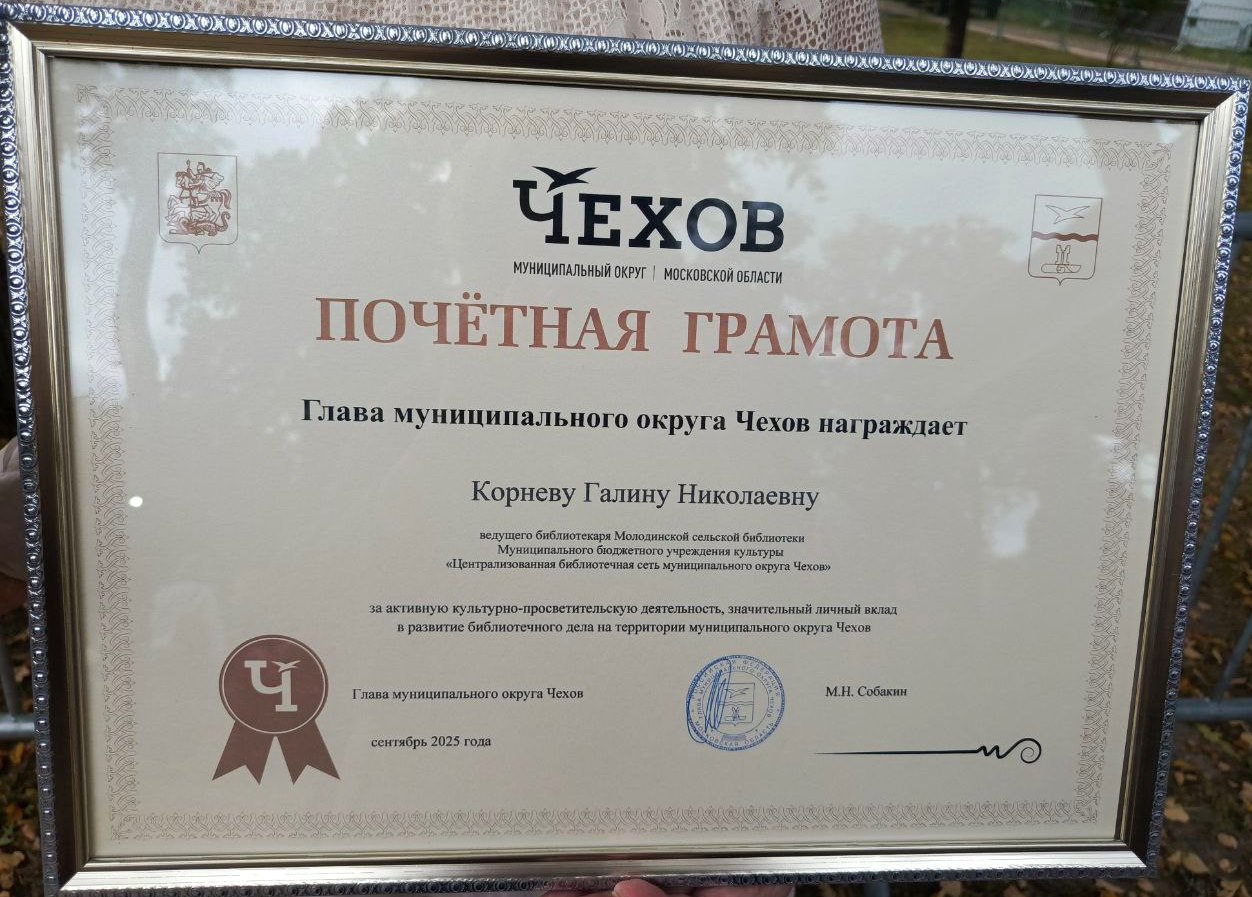 ЧЕХОВ
МУНИЦИПАЛЬНЫЙ ОКРУГ | МОСКОВСКОЙ ОБЛАСТИ
ПОЧЁТНАЯ ГРАМОТА
Глава муниципального округа Чехов награждает
Корневу Галину Николаевну
ведущего библиотекаря Молодинской сельской библиотеки
Муниципального бюджетного учреждения культуры
«Централизованная библиотечная сеть муниципального округа Чехов»
за активную культурно-просветительскую деятельность, значительный личный вклад
в развитие библиотечного дела на территории муниципального округа Чехов
Ч
Глава муниципального округа Чехов
М.Н. Собакин
сентябрь 2025 года